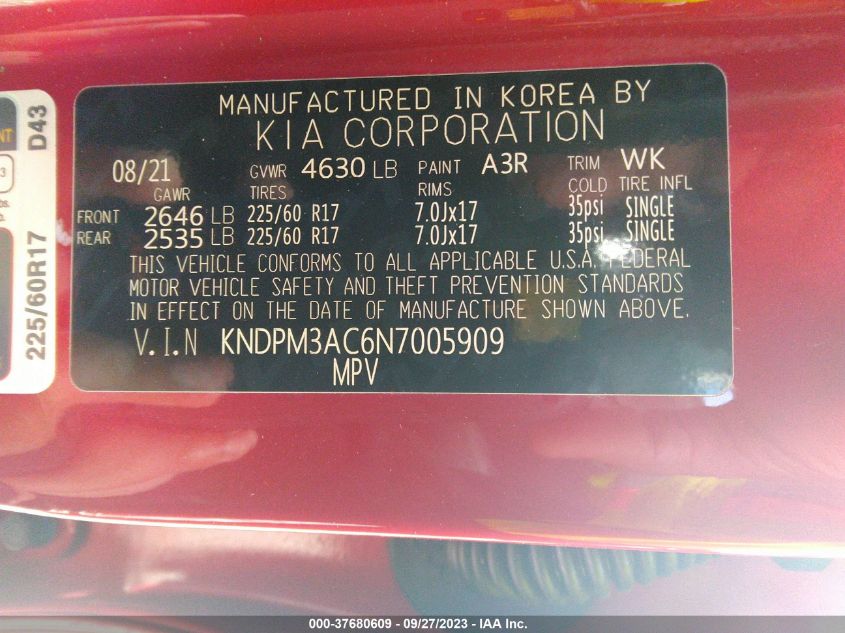 MANUFACTURED IN KOREA BY
KIA CORPORATION
08/21 GVWR 4630 LB PAINT A3R TRIM WK
GAWR TIRES RIMS COLD TIRE INFL
FRONT 2646 LB 225/60 R17 7.0Jx17 35psi SINGLE
REAR 2535 LB 225/60 R17 7.0Jx17 35psi SINGLE
THIS VEHICLE CONFORMS TO ALL APPLICABLE U.S.A. FEDERAL
MOTOR VEHICLE SAFETY AND THEFT PREVENTION STANDARDS
IN EFFECT ON THE DATE OF MANUFACTURE SHOWN ABOVE.
V.I.N KNDPM3AC6N7005909
MPV
225/60R17 D43
NT
3
lb.
000-37680609 - 09/27/2023 - IAA Inc.